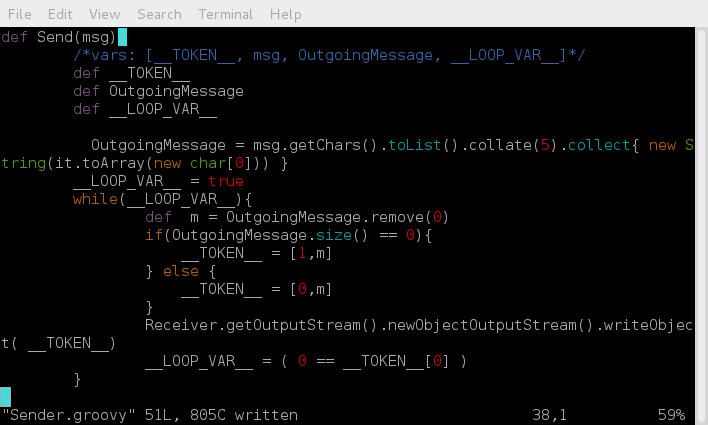 File Edit View Search Terminal Help
def Send(msg){
        /*vars: [__TOKEN__, msg, OutgoingMessage, __LOOP_VAR__]*/
        def __TOKEN__
        def OutgoingMessage
        def __LOOP_VAR__
          OutgoingMessage = msg.getChars().toList().collate(5).collect{ new S
tring(it.toArray(new char[0])) }
        __LOOP_VAR__ = true
        while(__LOOP_VAR__){
                def  m = OutgoingMessage.remove(0)
                if(OutgoingMessage.size() == 0){
                    __TOKEN__ = [1,m]
                } else {
                    __TOKEN__ = [0,m]
                }
                Receiver.getOutputStream().newObjectOutputStream().writeObjec
t( __TOKEN__)
                __LOOP_VAR__ = ( 0 == __TOKEN__[0] )
        }
}
"Sender.groovy" 51L, 805C written 38,1 59%